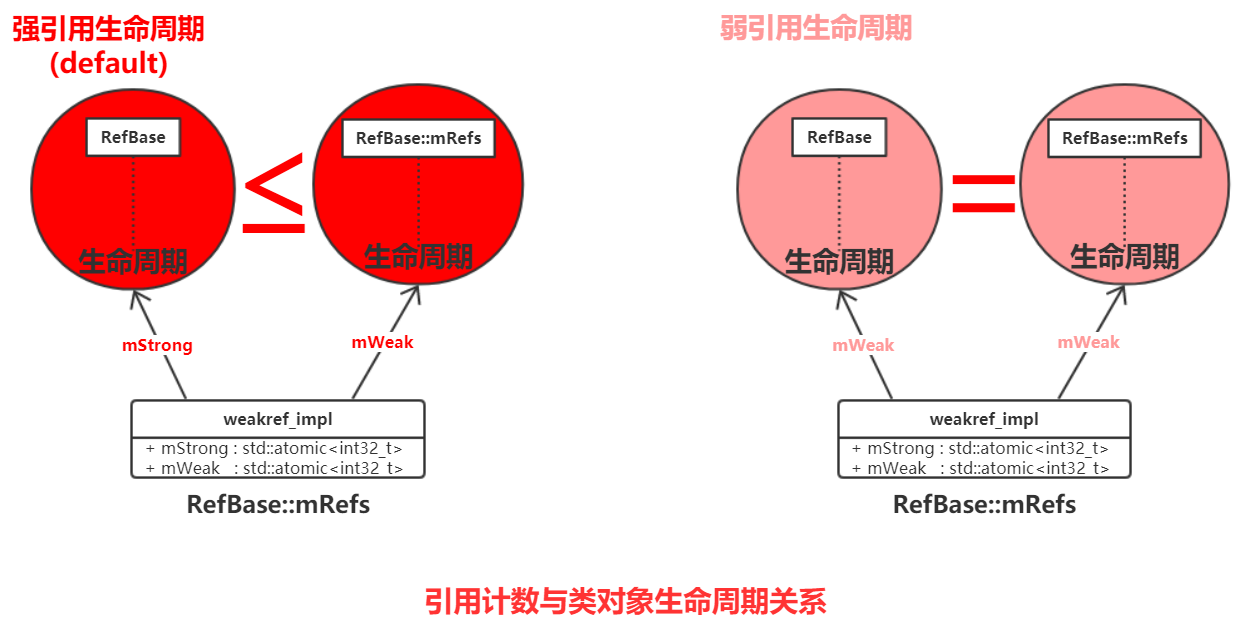 强引用生命周期
(default)
RefBase
RefBase::mRefs
≤
生命周期
生命周期
mStrong
mWeak
weakref_impl
+ mStrong : std::atomic<int32_t>
+ mWeak : std::atomic<int32_t>
RefBase::mRefs
弱引用生命周期
RefBase
RefBase::mRefs
=
生命周期
生命周期
mWeak
mWeak
weakref_impl
+ mStrong : std::atomic<int32_t>
+ mWeak : std::atomic<int32_t>
RefBase::mRefs
引用计数与类对象生命周期关系